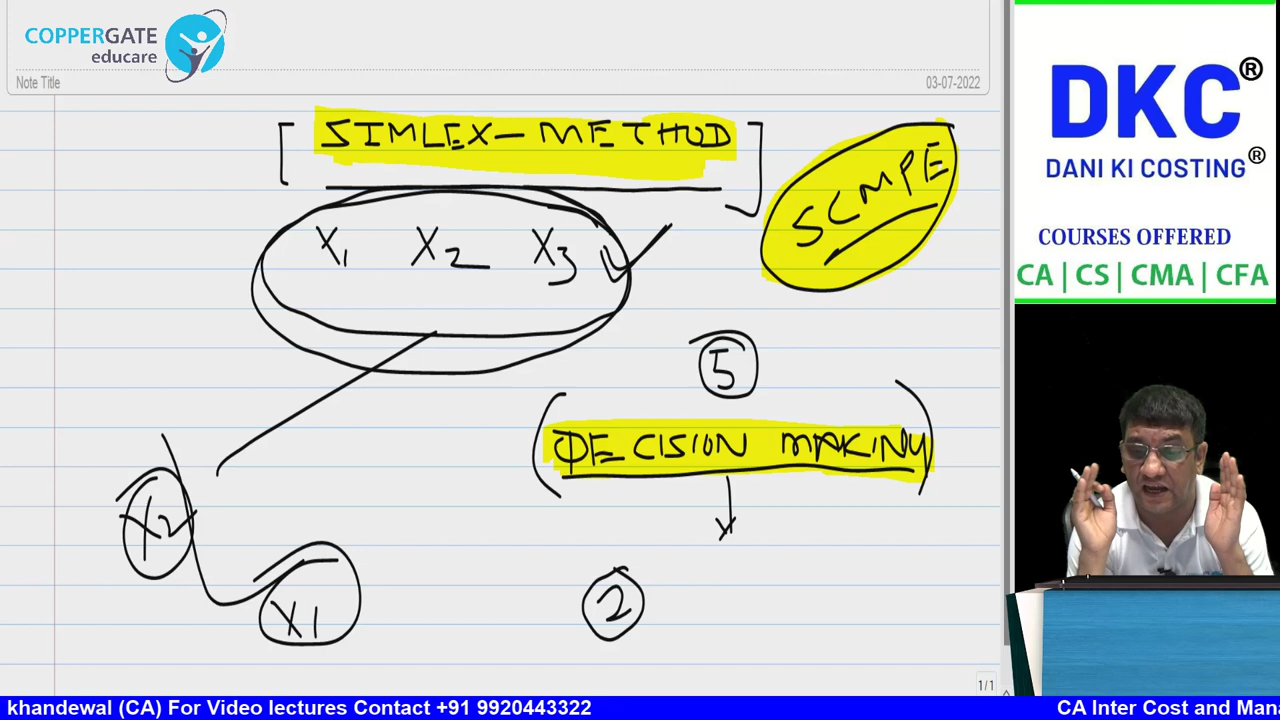 COPPERGATE
educare
Note Title
03-07-2022
[ SIMLEX - METHOD ]
SCMPE
X1 X2 X3
5
(DECISION MAKING)
X2
X1
2
1/1
DKC®
DANI KI COSTING®
COURSES OFFERED
CA | CS | CMA | CFA
khandewal (CA) For Video lectures Contact +91 9920443322
CA Inter Cost and Man